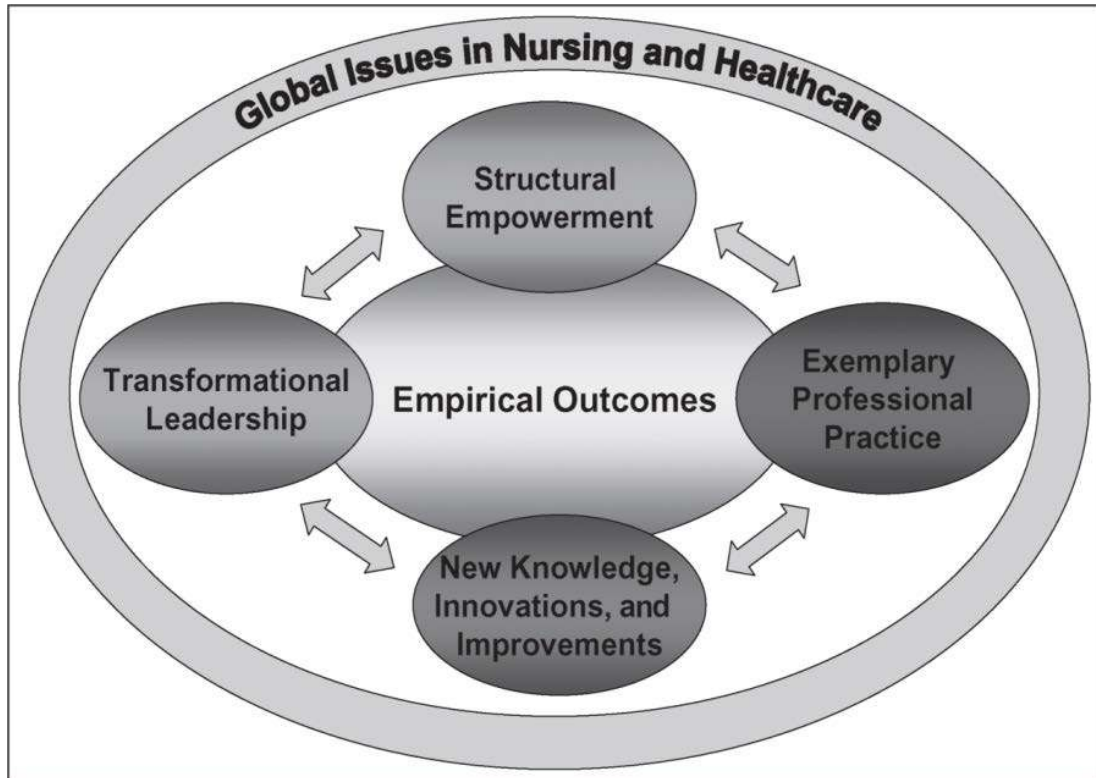 Global Issues in Nursing and Healthcare
Structural
Empowerment
Transformational
Leadership
Empirical Outcomes
Exemplary
Professional
Practice
New Knowledge,
Innovations, and
Improvements